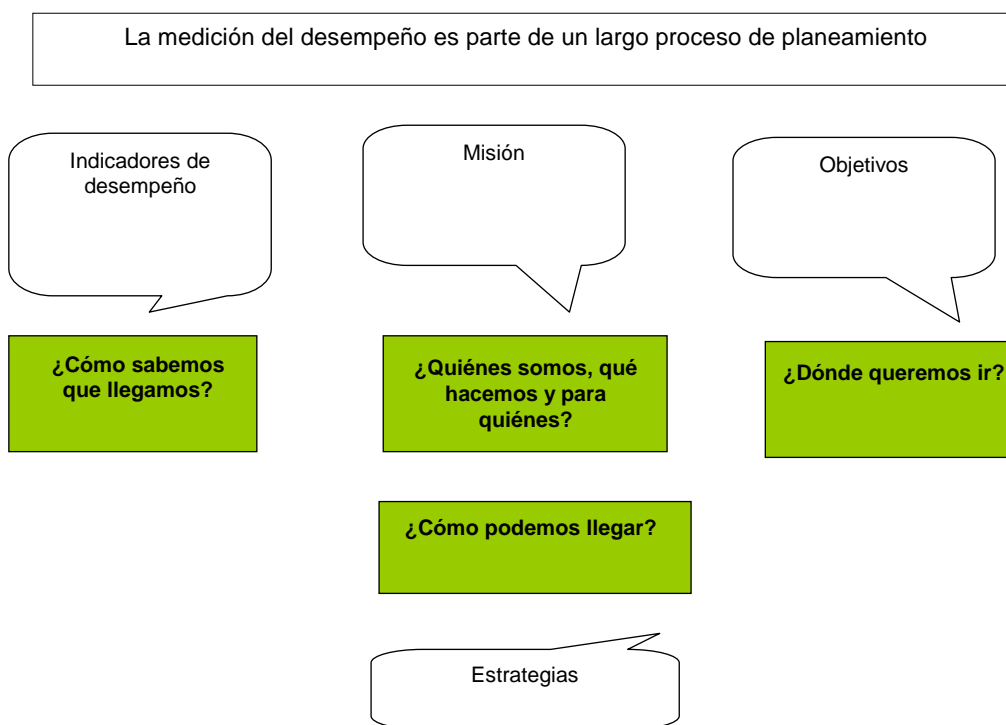 La medición del desempeño es parte de un largo proceso de planeamiento
Indicadores de
desempeño
Misión
Objetivos
¿Cómo sabemos
que llegamos?
¿Quiénes somos, qué
hacemos y para
quiénes?
¿Dónde queremos ir?
¿Cómo podemos llegar?
Estrategias